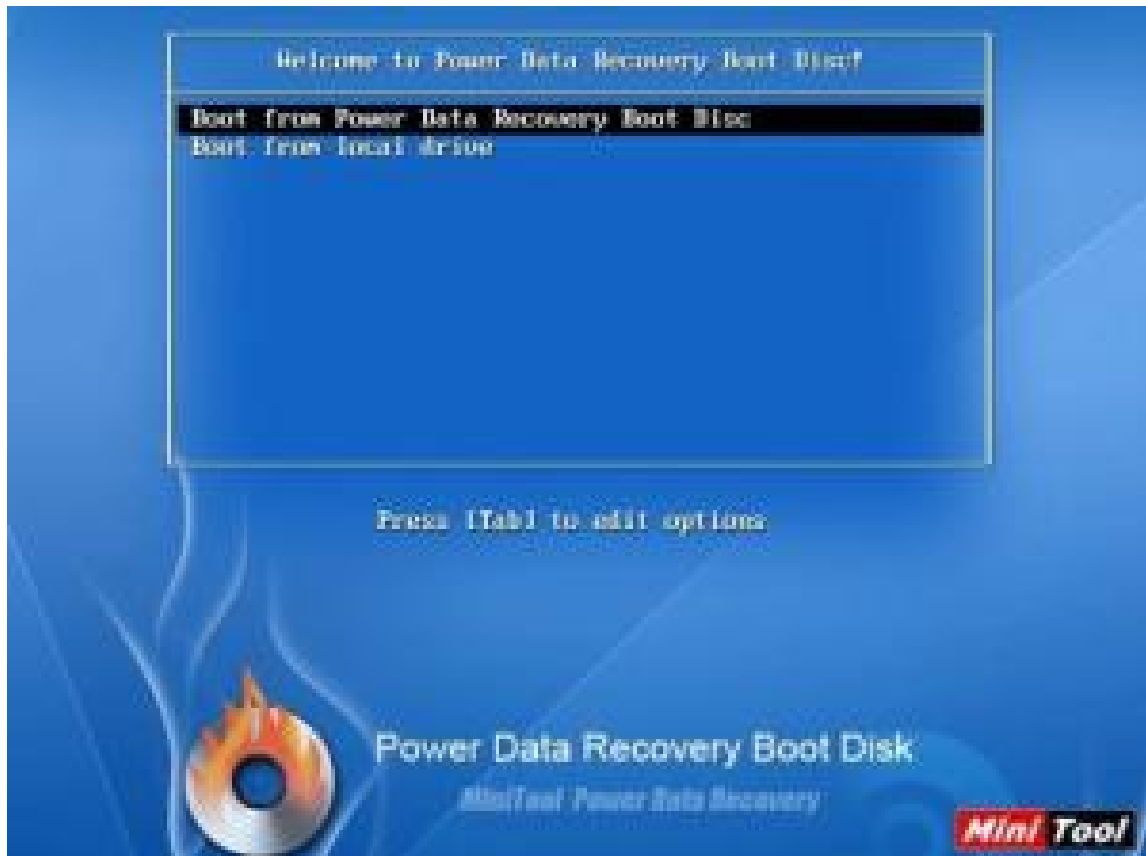 Welcome to Power Data Recovery Boot Disc!
Boot from Power Data Recovery Boot Disc
Boot from local drive
Press [Tab] to edit options
Power Data Recovery Boot Disk
MiniTool Power Data Recovery
Mini Tool